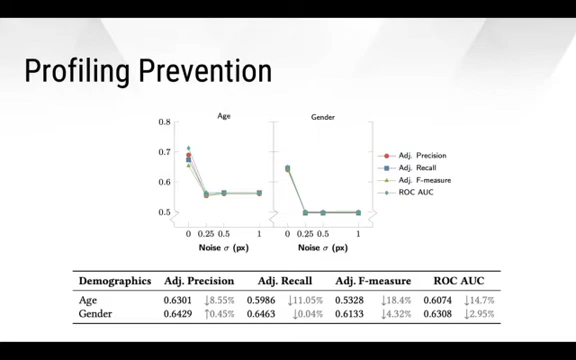 Profiling Prevention
Age Gender
0.8
0.7
0.6
0.5
0 0.25 0.5 1 0 0.25 0.5 1
Noise σ (px) Noise σ (px)
Adj. Precision
Adj. Recall
Adj. F-measure
ROC AUC
Demographics Adj. Precision Adj. Recall Adj. F-measure ROC AUC
Age 0.6301 ↓8.55% 0.5986 ↓11.05% 0.5328 ↓18.4% 0.6074 ↓14.7%
Gender 0.6429 ↑0.45% 0.6463 ↓0.04% 0.6133 ↓4.32% 0.6308 ↓2.95%